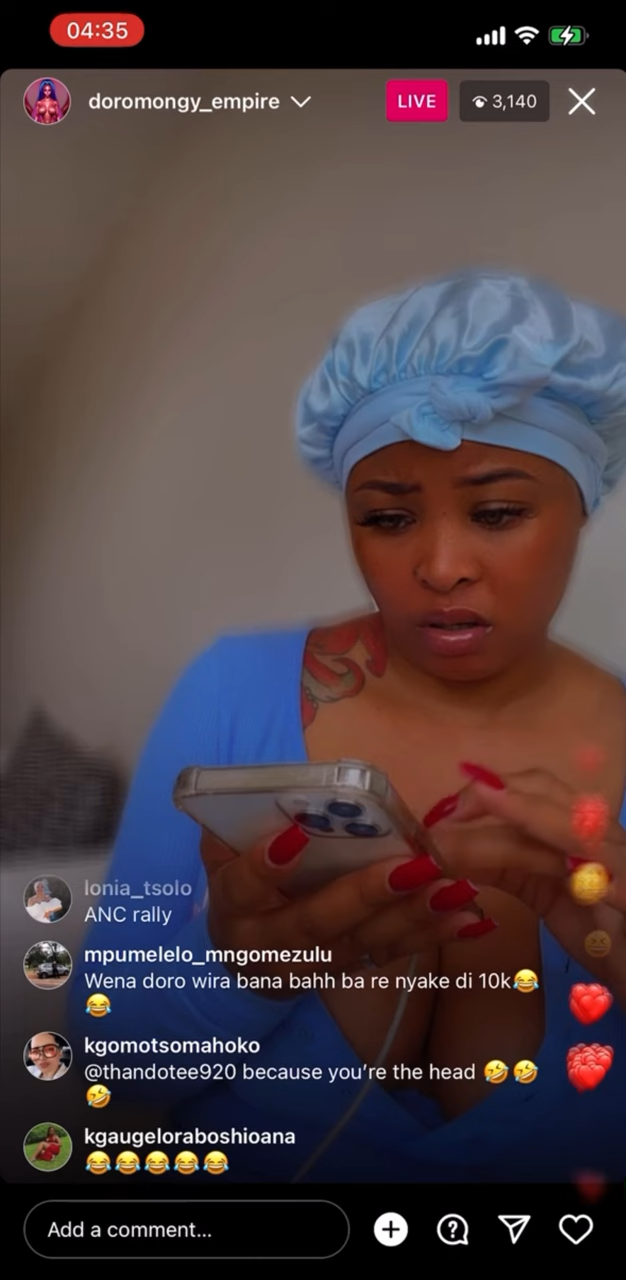 04:35
doromongy_empire
LIVE
3,140
lonia_tsolo
ANC rally
mpumelelo_mngomezulu
Wena doro wira bana bahh ba re nyake di 10k😂
😂
kgomotsomahoko
@thandotee920 because you’re the head 🤣🤣
🤣
kgaugeloraboshioana
😂😂😂😂😂
Add a comment...